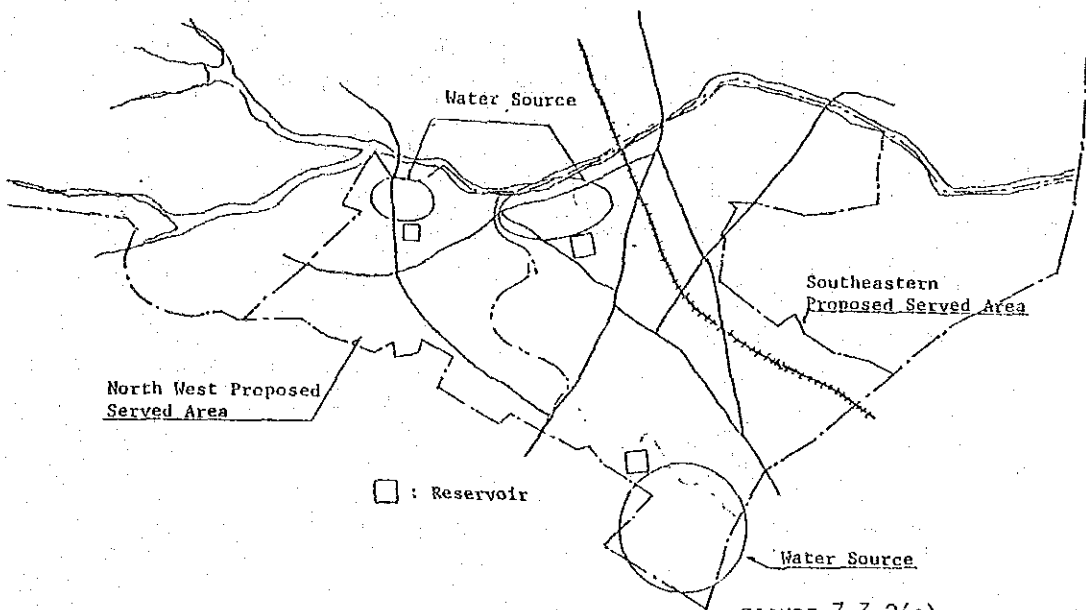 Water Source
Southeastern
Proposed Served Area
North West Proposed
Served Area
: Reservoir
Water Source